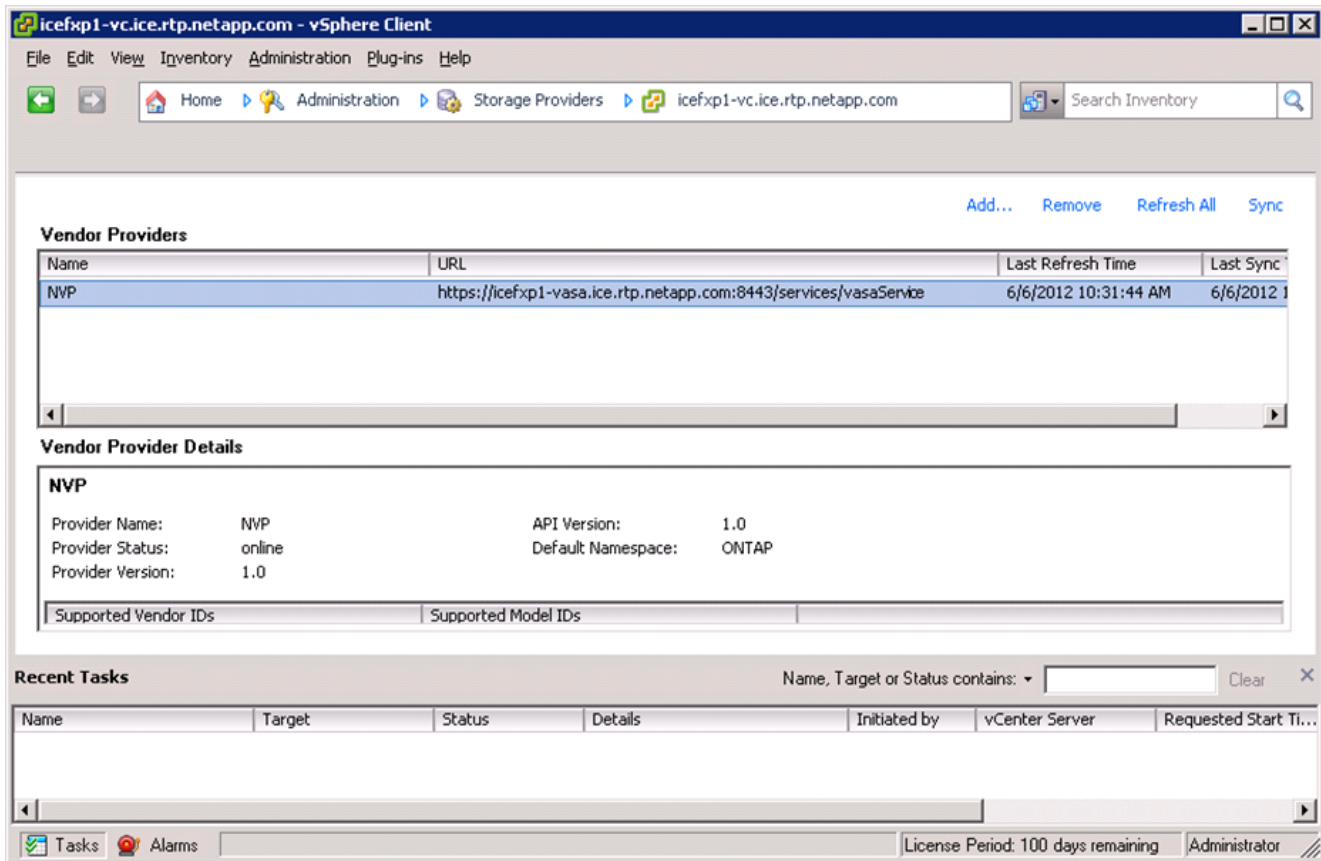 icefxp1-vc.ice.rtp.netapp.com - vSphere Client
File Edit View Inventory Administration Plug-ins Help
Home Administration Storage Providers icefxp1-vc.ice.rtp.netapp.com Search Inventory
Add... Remove Refresh All Sync
Vendor Providers
Name URL Last Refresh Time Last Sync
NVP https://icefxp1-vasa.ice.rtp.netapp.com:8443/services/vasaService 6/6/2012 10:31:44 AM 6/6/2012 1
Vendor Provider Details
NVP
Provider Name: NVP API Version: 1.0
Provider Status: online Default Namespace: ONTAP
Provider Version: 1.0
Supported Vendor IDs Supported Model IDs
Recent Tasks Name, Target or Status contains: Clear
Name Target Status Details Initiated by vCenter Server Requested Start Ti...
Tasks Alarms License Period: 100 days remaining Administrator